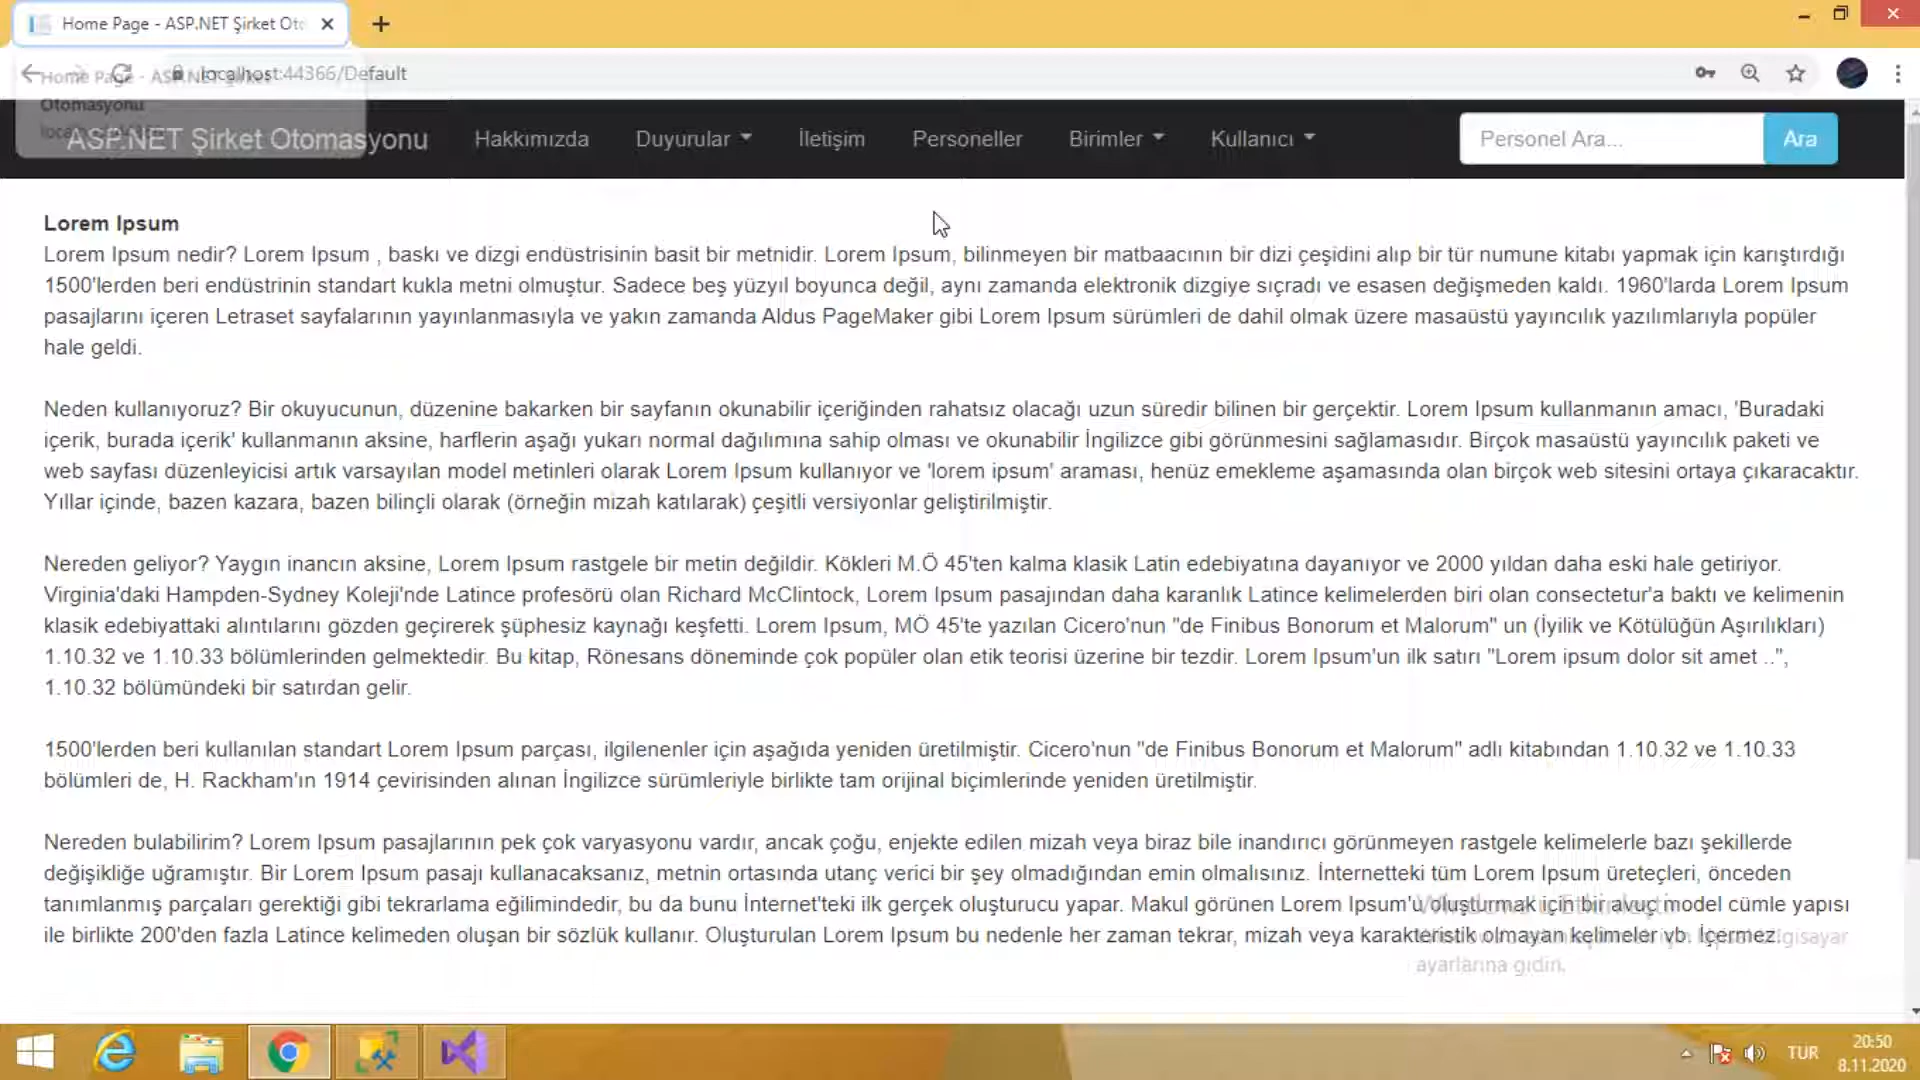 Home Page - ASP.NET Şirket Oto
localhost:44366/Default
Home Page - ASP.NET Şirket
Otomasyonu
ASP.NET Şirket Otomasyonu
Hakkımızda
Duyurular
İletişim
Personeller
Birimler
Kullanıcı
Personel Ara...
Ara
Lorem Ipsum
Lorem Ipsum nedir? Lorem Ipsum , baskı ve dizgi endüstrisinin basit bir metnidir. Lorem Ipsum, bilinmeyen bir matbaacının bir dizi çeşidini alıp bir tür numune kitabı yapmak için karıştırdığı
1500'lerden beri endüstrinin standart kukla metni olmuştur. Sadece beş yüzyıl boyunca değil, aynı zamanda elektronik dizgiye sıçradı ve esasen değişmeden kaldı. 1960'larda Lorem Ipsum
pasajlarını içeren Letraset sayfalarının yayınlanmasıyla ve yakın zamanda Aldus PageMaker gibi Lorem Ipsum sürümleri de dahil olmak üzere masaüstü yayıncılık yazılımlarıyla popüler
hale geldi.
Neden kullanıyoruz? Bir okuyucunun, düzenine bakarken bir sayfanın okunabilir içeriğinden rahatsız olacağı uzun süredir bilinen bir gerçektir. Lorem Ipsum kullanmanın amacı, 'Buradaki
içerik, burada içerik' kullanmanın aksine, harflerin aşağı yukarı normal dağılımına sahip olması ve okunabilir İngilizce gibi görünmesini sağlamasıdır. Birçok masaüstü yayıncılık paketi ve
web sayfası düzenleyicisi artık varsayılan model metinleri olarak Lorem Ipsum kullanıyor ve 'lorem ipsum' araması, henüz emekleme aşamasında olan birçok web sitesini ortaya çıkaracaktır.
Yıllar içinde, bazen kazara, bazen bilinçli olarak (örneğin mizah katılarak) çeşitli versiyonlar geliştirilmiştir.
Nereden geliyor? Yaygın inancın aksine, Lorem Ipsum rastgele bir metin değildir. Kökleri M.Ö 45'ten kalma klasik Latin edebiyatına dayanıyor ve 2000 yıldan daha eski hale getiriyor.
Virginia'daki Hampden-Sydney Koleji'nde Latince profesörü olan Richard McClintock, Lorem Ipsum pasajından daha karanlık Latince kelimelerden biri olan consectetur'a baktı ve kelimenin
klasik edebiyattaki alıntılarını gözden geçirerek şüphesiz kaynağı keşfetti. Lorem Ipsum, MÖ 45'te yazılan Cicero'nun "de Finibus Bonorum et Malorum" un (İyilik ve Kötülüğün Aşırılıkları)
1.10.32 ve 1.10.33 bölümlerinden gelmektedir. Bu kitap, Rönesans döneminde çok popüler olan etik teorisi üzerine bir tezdir. Lorem Ipsum'un ilk satırı "Lorem ipsum dolor sit amet ..",
1.10.32 bölümündeki bir satırdan gelir.
1500'lerden beri kullanılan standart Lorem Ipsum parçası, ilgilenenler için aşağıda yeniden üretilmiştir. Cicero'nun "de Finibus Bonorum et Malorum" adlı kitabından 1.10.32 ve 1.10.33
bölümleri de, H. Rackham'ın 1914 çevirisinden alınan İngilizce sürümleriyle birlikte tam orijinal biçimlerinde yeniden üretilmiştir.
Nereden bulabilirim? Lorem Ipsum pasajlarının pek çok varyasyonu vardır, ancak çoğu, enjekte edilen mizah veya biraz bile inandırıcı görünmeyen rastgele kelimelerle bazı şekillerde
değişikliğe uğramıştır. Bir Lorem Ipsum pasajı kullanacaksanız, metnin ortasında utanç verici bir şey olmadığından emin olmalısınız. İnternetteki tüm Lorem Ipsum üreteçleri, önceden
tanımlanmış parçaları gerektiği gibi tekrarlama eğilimindedir, bu da bunu İnternet'teki ilk gerçek oluşturucu yapar. Makul görünen Lorem Ipsum'u oluşturmak için bir avuç model cümle yapısı
ile birlikte 200'den fazla Latince kelimeden oluşan bir sözlük kullanır. Oluşturulan Lorem Ipsum bu nedenle her zaman tekrar, mizah veya karakteristik olmayan kelimeler vb. İçermez.
ayarlarına gidin.
TUR
20:50
8.11.2020